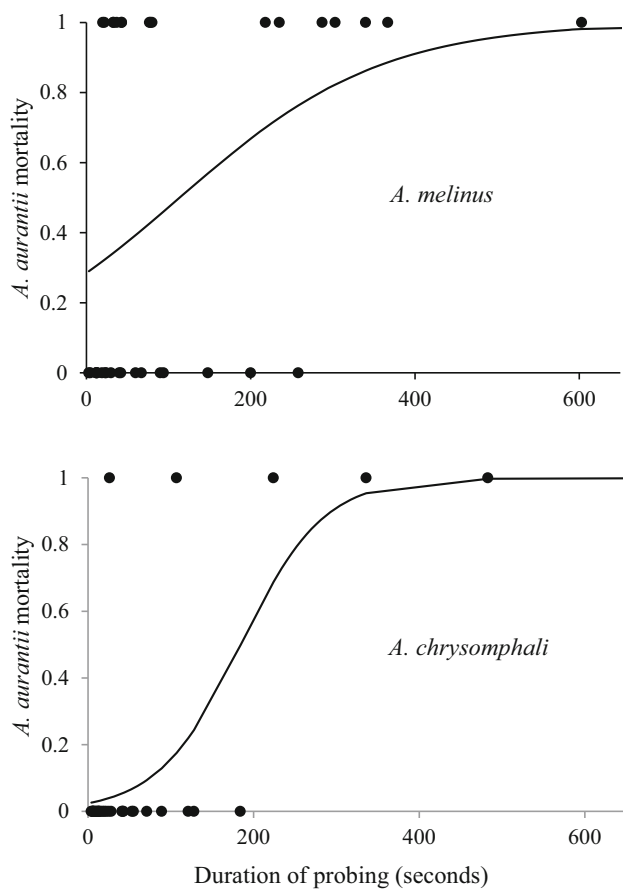 1
0.8
0.6
0.4
0.2
0
0 200 400 600
A. aurantii mortality
A. melinus
1
0.8
0.6
0.4
0.2
0
0 200 400 600
A. aurantii mortality
A. chrysomphali
Duration of probing (seconds)